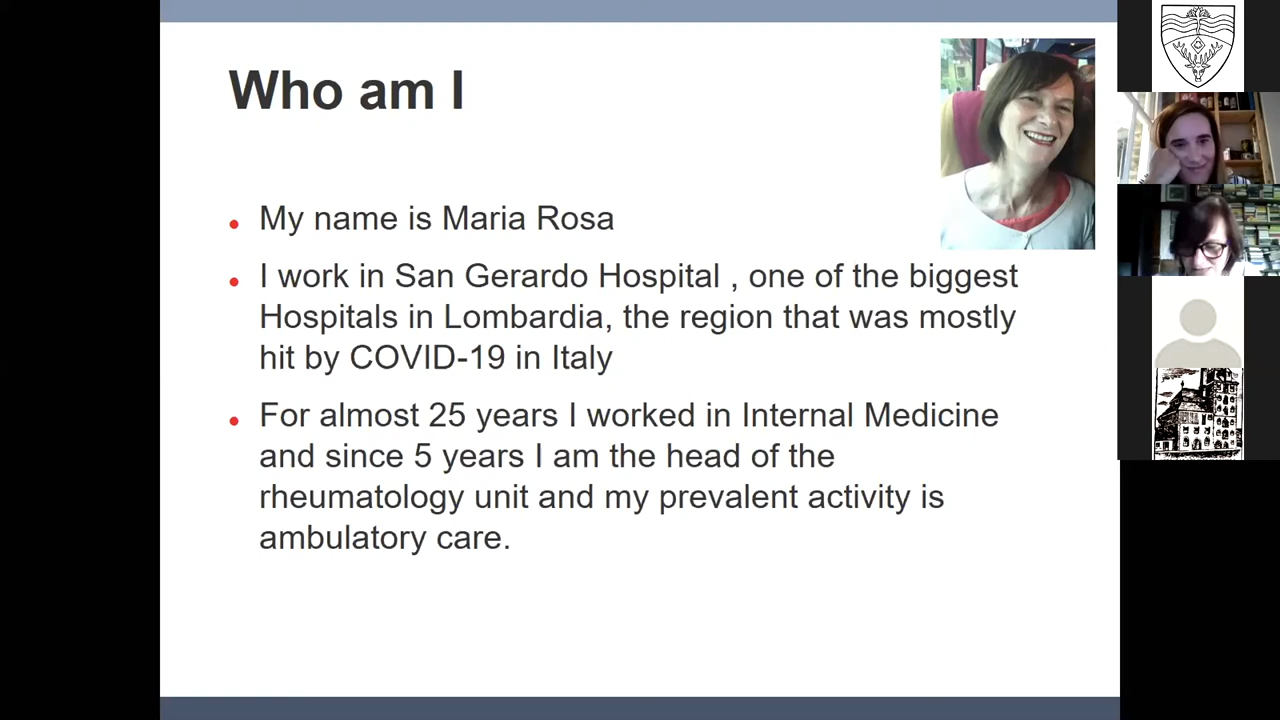 Who am I
My name is Maria Rosa
I work in San Gerardo Hospital , one of the biggest
Hospitals in Lombardia, the region that was mostly
hit by COVID-19 in Italy
For almost 25 years I worked in Internal Medicine
and since 5 years I am the head of the
rheumatology unit and my prevalent activity is
ambulatory care.